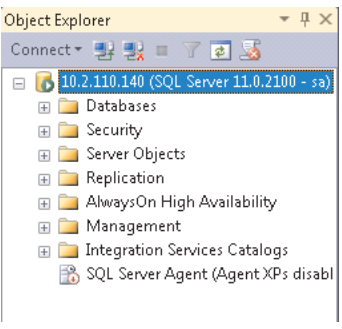 Object Explorer
Connect
10.2.110.140 (SQL Server 11.0.2100 - sa)
Databases
Security
Server Objects
Replication
AlwaysOn High Availability
Management
Integration Services Catalogs
SQL Server Agent (Agent XPs disabl